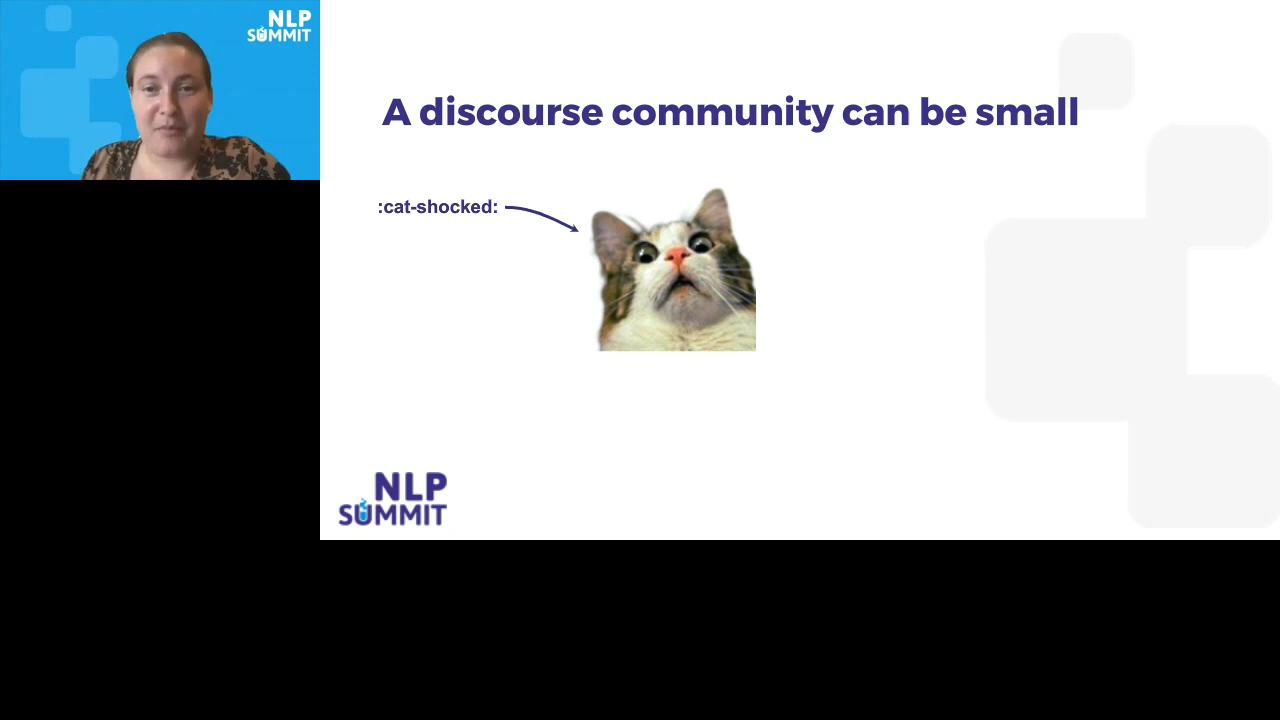 NLP
SUMMIT
A discourse community can be small
:cat-shocked:
NLP
SUMMIT